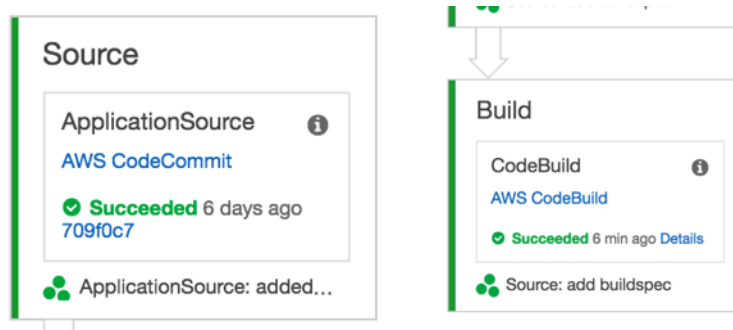 Source
ApplicationSource
AWS CodeCommit
Succeeded 6 days ago
709f0c7
ApplicationSource: added...
Build
CodeBuild
AWS CodeBuild
Succeeded 6 min ago Details
Source: add buildspec